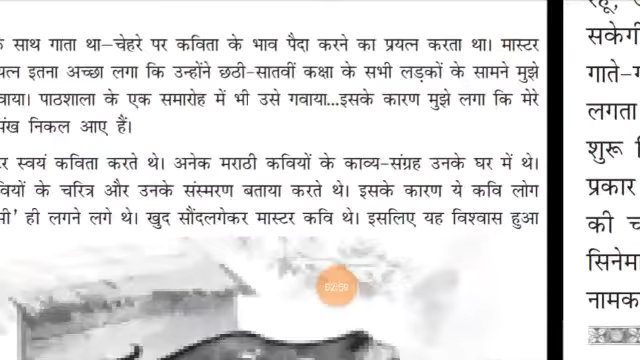 के साथ गाता था—चेहरे पर कविता के भाव पैदा करने का प्रयत्न करता था। मास्टर
यत्न इतना अच्छा लगा कि उन्होंने छठी-सातवीं कक्षा के सभी लड़कों के सामने मुझे
वाया। पाठशाला के एक समारोह में भी उसे गवाया...इसके कारण मुझे लगा कि मेरे
पंख निकल आए हैं।
टर स्वयं कविता करते थे। अनेक मराठी कवियों के काव्य-संग्रह उनके घर में थे।
वियों के चरित्र और उनके संस्मरण बताया करते थे। इसके कारण ये कवि लोग
मी' ही लगने लगे थे। खुद सौंदलगेकर मास्टर कवि थे। इसलिए यह विश्वास हुआ
सकेगी
गाते-ग
लगता
शुरू
प्रकार
की च
सिनेमा
नामक